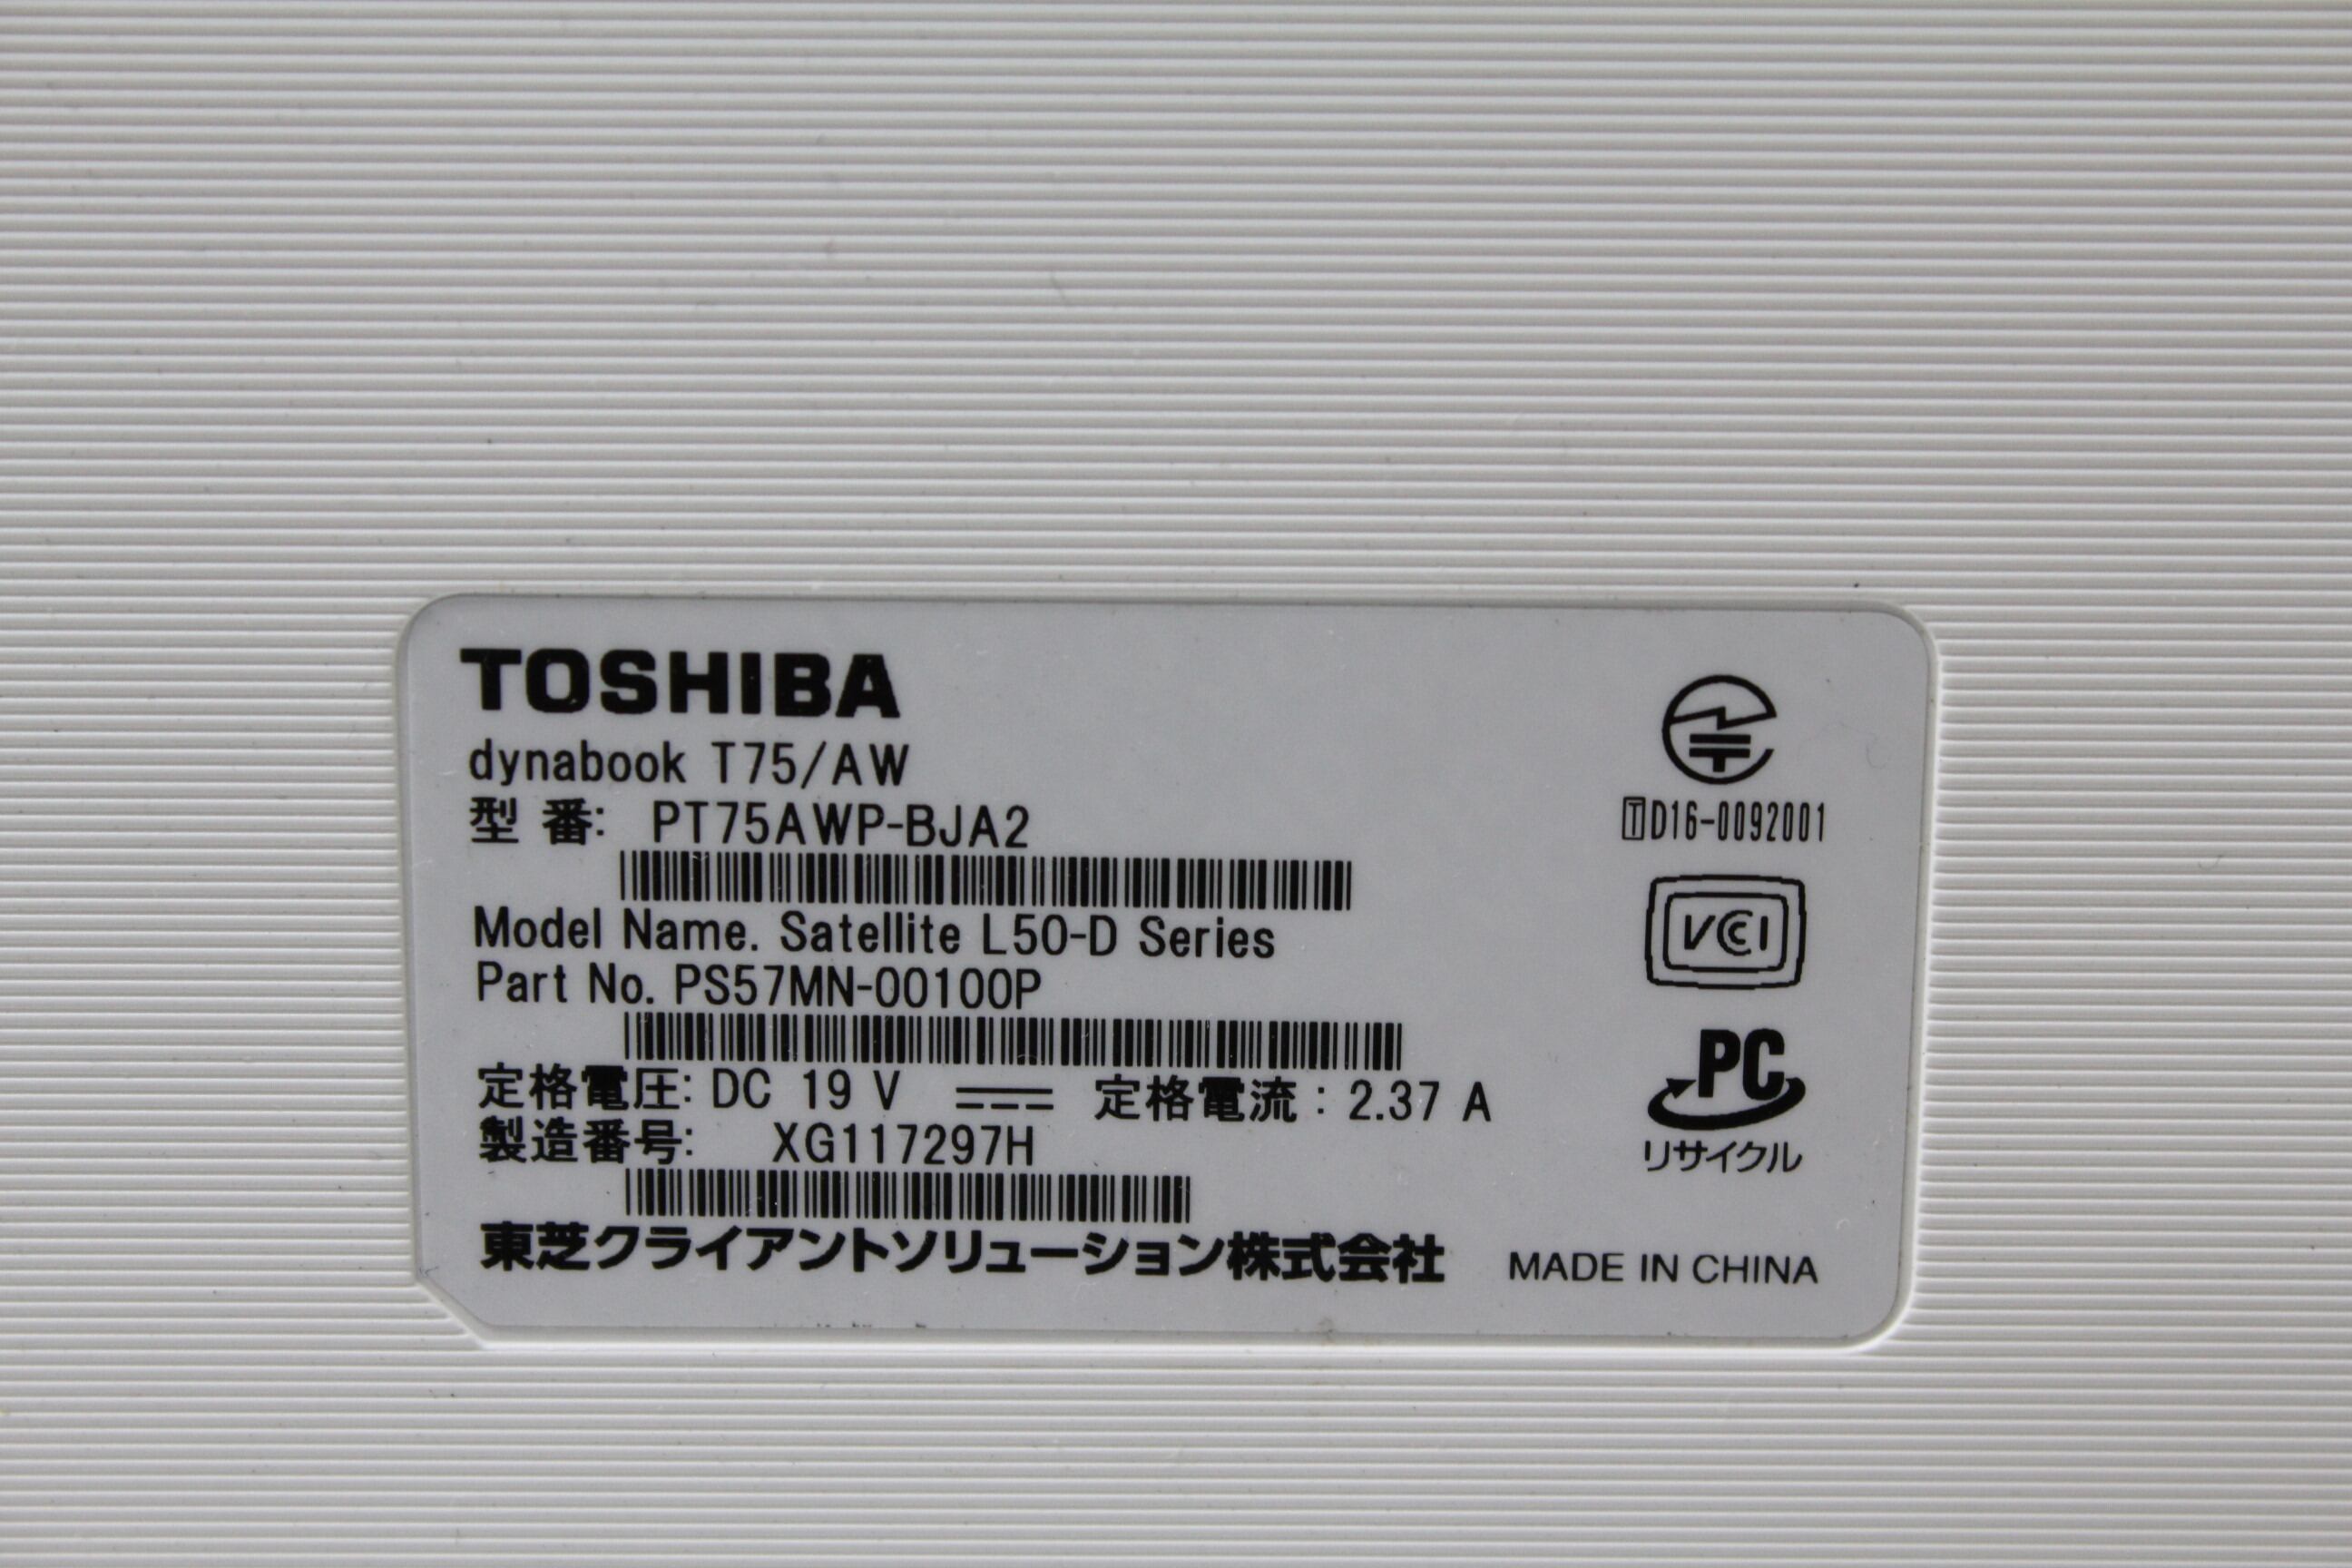 TOSHIBA
dynabook T75/AW
型 番: PT75AWP-BJA2
Model Name. Satellite L50-D Series
Part No. PS57MN-00100P
定格電圧: DC 19 V ⎓ 定格電流: 2.37 A
製造番号: XG117297H
東芝クライアントソリューション株式会社
MADE IN CHINA
T D16-0092001
VCCI
PC
リサイクル